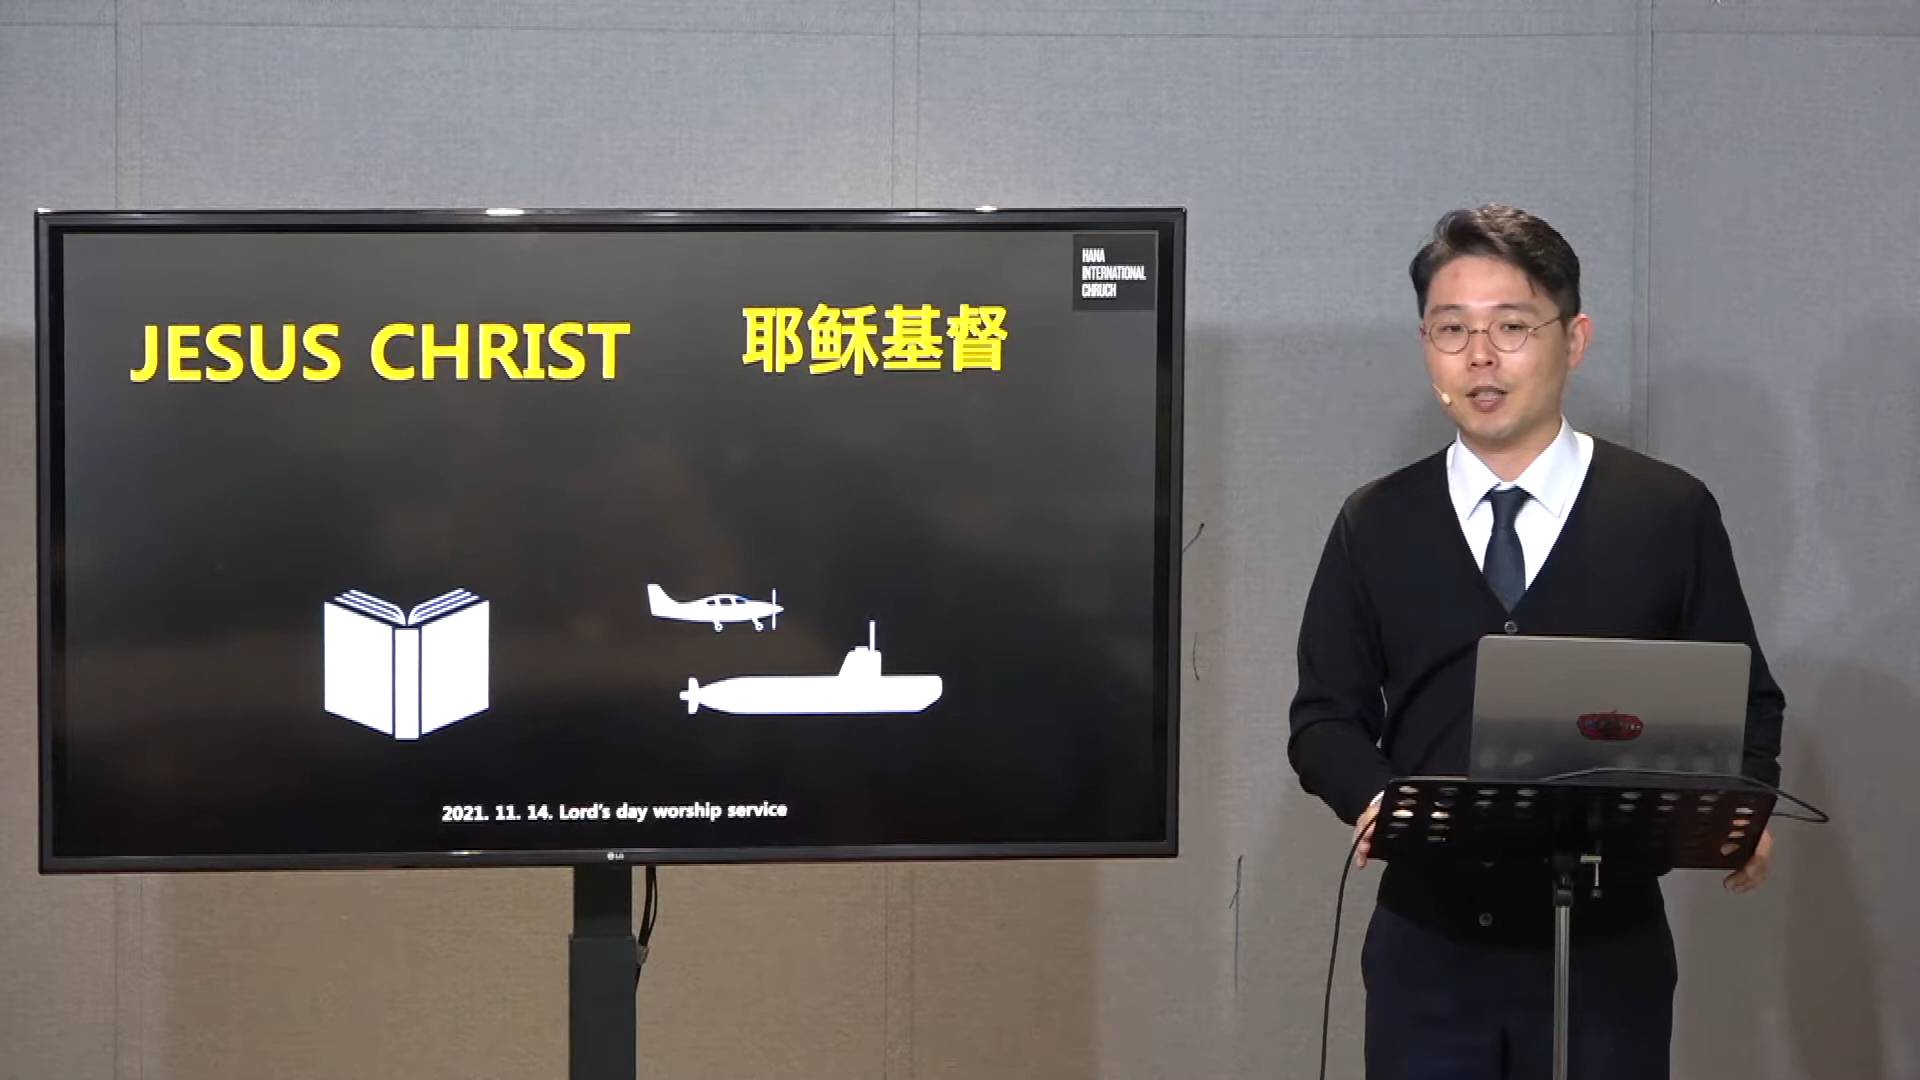 HANA
INTERNATIONAL
CHRUCH
JESUS CHRIST 耶稣基督
2021. 11. 14. Lord's day worship service
LG